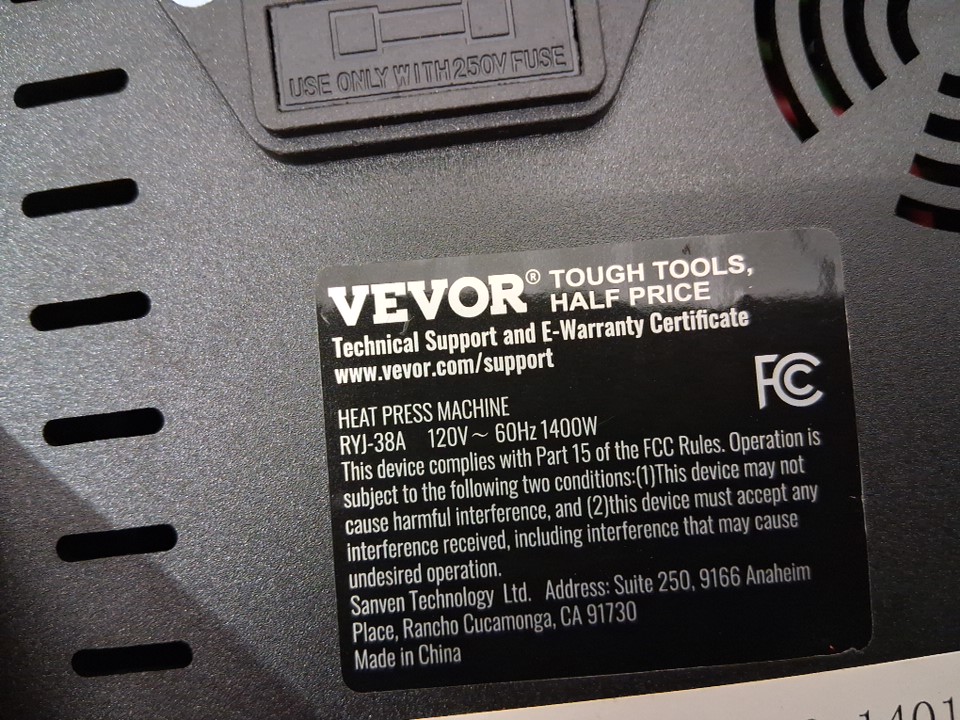 USE ONLY WITH 250V FUSE
VEVOR® TOUGH TOOLS,
HALF PRICE
Technical Support and E-Warranty Certificate
www.vevor.com/support
FC
HEAT PRESS MACHINE
RYJ-38A 120V~ 60Hz 1400W
This device complies with Part 15 of the FCC Rules. Operation is
subject to the following two conditions:(1)This device may not
cause harmful interference, and (2)this device must accept any
interference received, including interference that may cause
undesired operation.
Sanven Technology Ltd. Address: Suite 250, 9166 Anaheim
Place, Rancho Cucamonga, CA 91730
Made in China